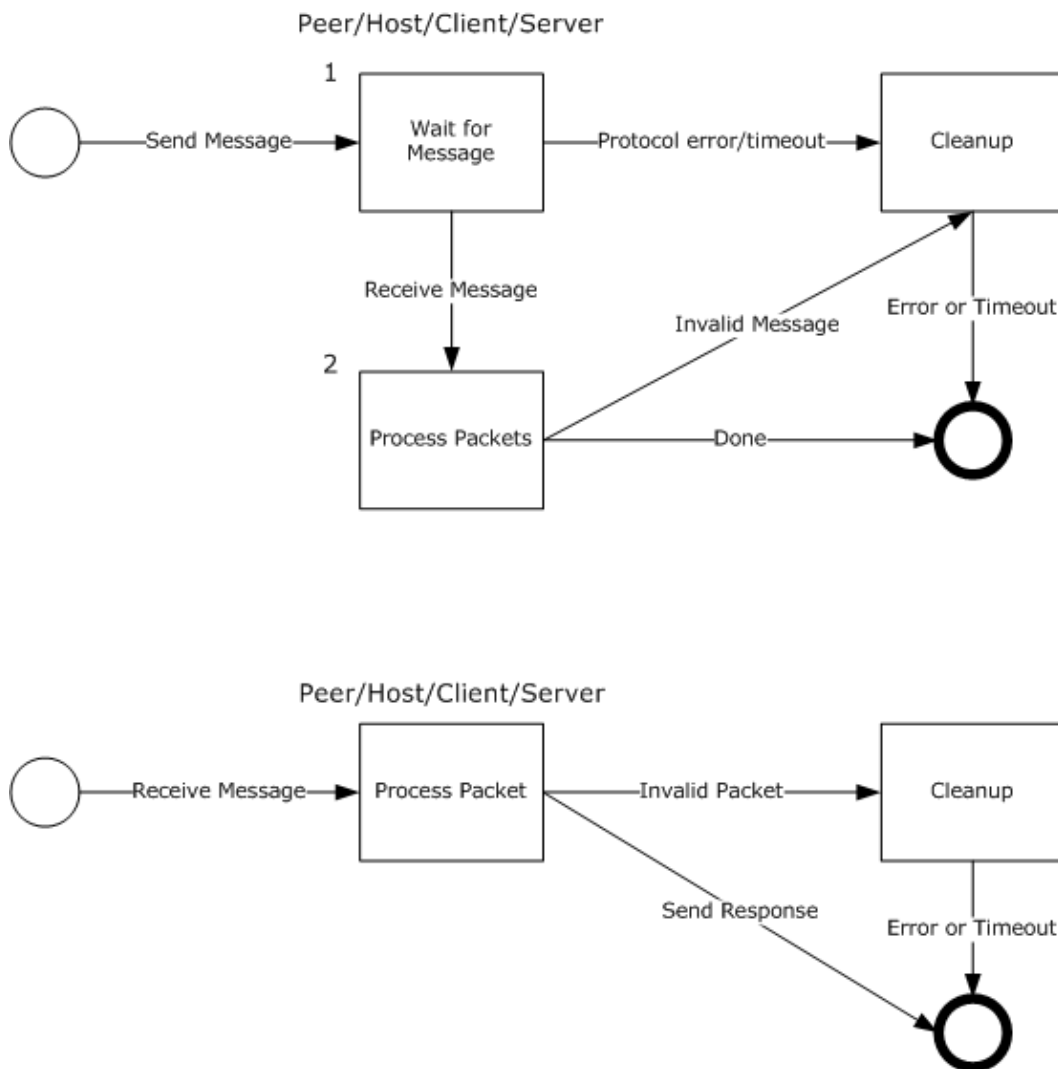 Peer/Host/Client/Server
1
Send Message
Wait for
Message
Protocol error/timeout
Cleanup
Receive Message
Invalid Message
Error or Timeout
2
Process Packets
Done
Peer/Host/Client/Server
Receive Message
Process Packet
Invalid Packet
Cleanup
Send Response
Error or Timeout